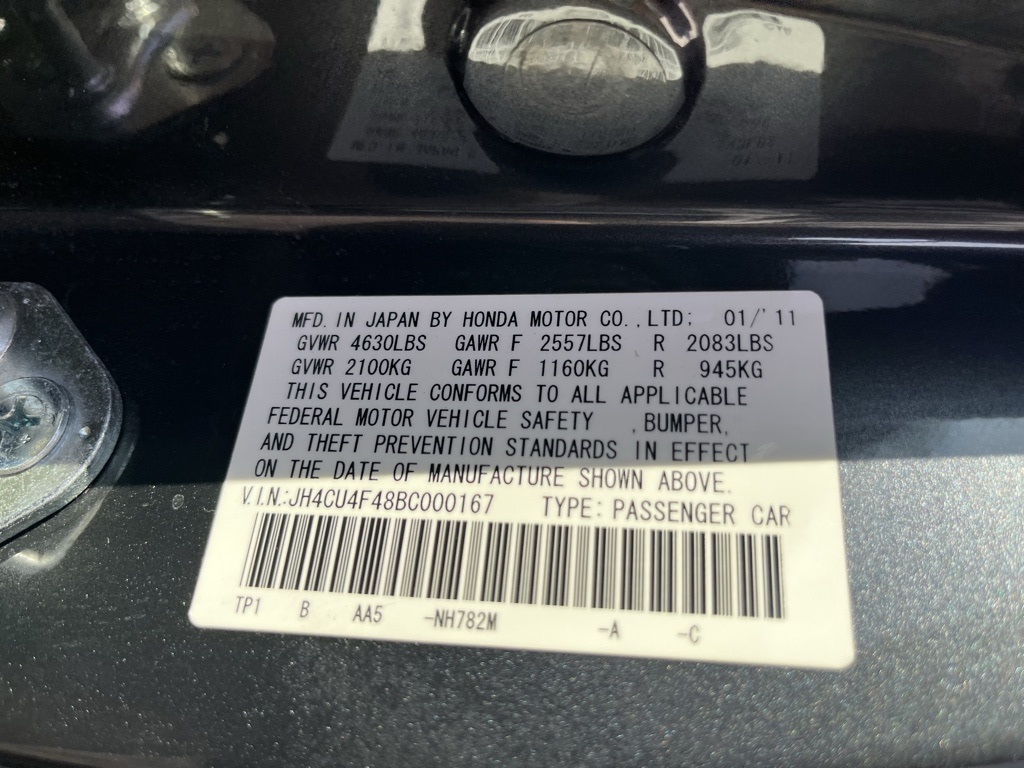 MFD. IN JAPAN BY HONDA MOTOR CO.,LTD; 01/'11
GVWR 4630LBS GAWR F 2557LBS R 2083LBS
GVWR 2100KG GAWR F 1160KG R 945KG
THIS VEHICLE CONFORMS TO ALL APPLICABLE
FEDERAL MOTOR VEHICLE SAFETY ,BUMPER,
AND THEFT PREVENTION STANDARDS IN EFFECT
ON THE DATE OF MANUFACTURE SHOWN ABOVE.
V.I.N.:JH4CU4F48BC000167 TYPE: PASSENGER CAR
TP1 B AA5 -NH782M -A -C